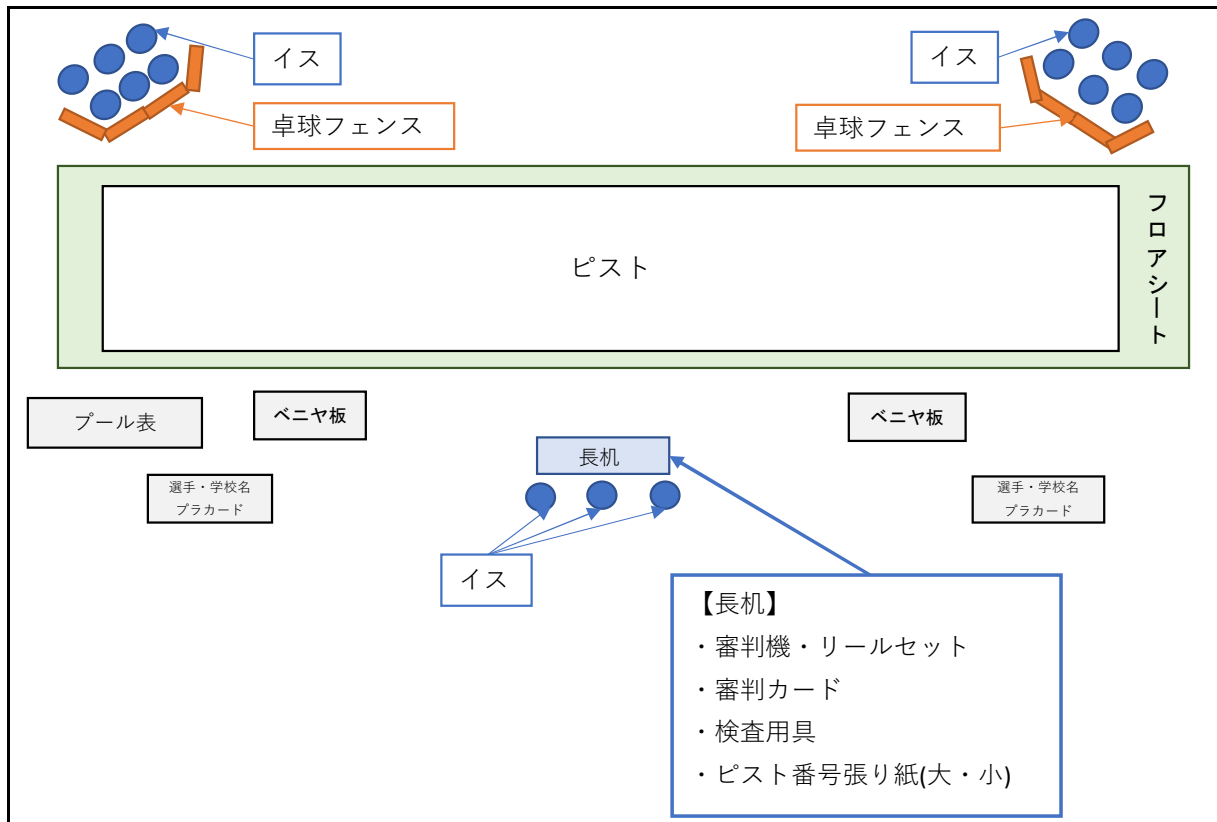 イス
イス
卓球フェンス
卓球フェンス
フロアシート
ピスト
プール表
ベニヤ板
ベニヤ板
長机
選手・学校名
プラカード
選手・学校名
プラカード
イス
【長机】
・審判機・リールセット
・審判カード
・検査用具
・ピスト番号張り紙(大・小)